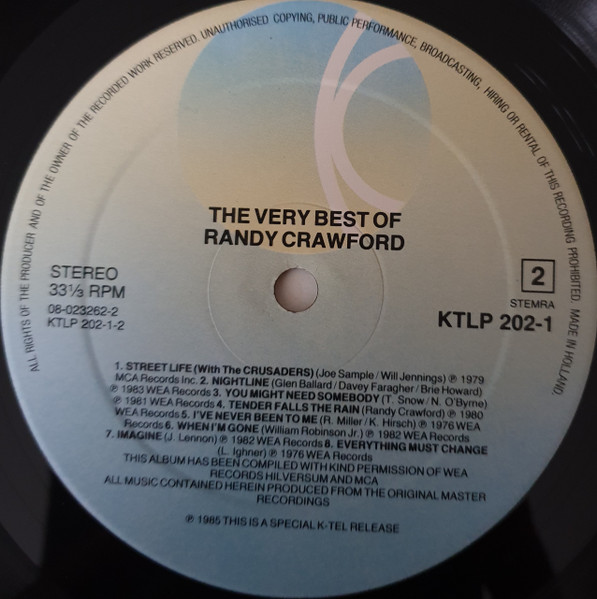 ALL RIGHTS OF THE PRODUCER AND OF THE OWNER OF THE RECORDED WORK RESERVED. UNAUTHORISED COPYING, PUBLIC PERFORMANCE, BROADCASTING, HIRING OR RENTAL OF THIS RECORDING PROHIBITED. MADE IN HOLLAND.
THE VERY BEST OF
RANDY CRAWFORD
STEREO
33⅓ RPM
08-023262-2
KTLP 202-1-2
2
STEMRA
KTLP 202-1
1. STREET LIFE (With The CRUSADERS) (Joe Sample / Will Jennings) ℗ 1979
MCA Records Inc. 2. NIGHTLINE (Glen Ballard / Davey Faragher / Brie Howard)
℗ 1983 WEA Records 3. YOU MIGHT NEED SOMEBODY (T. Snow / N. O'Byrne)
℗ 1981 WEA Records 4. TENDER FALLS THE RAIN (Randy Crawford) ℗ 1980
WEA Records 5. I'VE NEVER BEEN TO ME (R. Miller / K. Hirsch) ℗ 1976 WEA
Records 6. WHEN I'M GONE (William Robinson Jr.) ℗ 1982 WEA Records
7. IMAGINE (J. Lennon) ℗ 1982 WEA Records 8. EVERYTHING MUST CHANGE
(L. Ighner) ℗ 1976 WEA Records
THIS ALBUM HAS BEEN COMPILED WITH KIND PERMISSION OF WEA
RECORDS HILVERSUM AND MCA
ALL MUSIC CONTAINED HEREIN PRODUCED FROM THE ORIGINAL MASTER
RECORDINGS
℗ 1985 THIS IS A SPECIAL K-TEL RELEASE